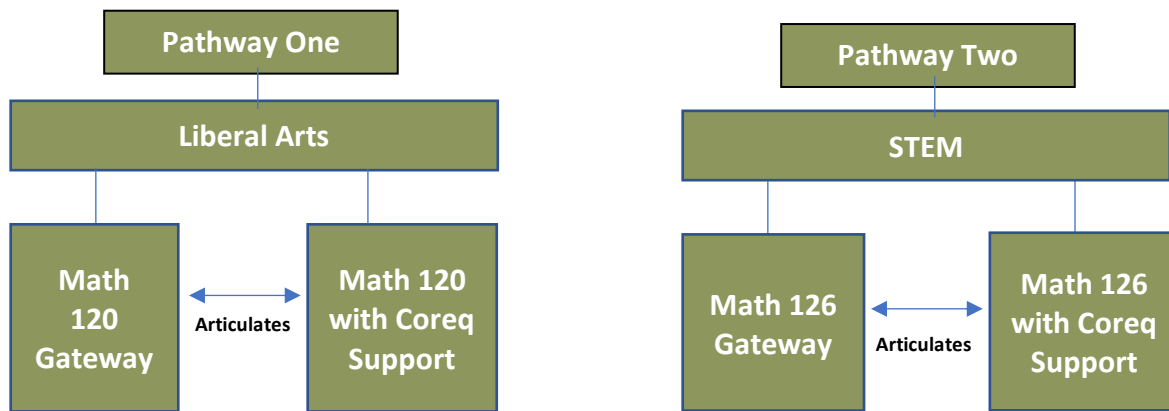 Pathway One
Liberal Arts
Math
120
Gateway
Articulates
Math 120
with Coreq
Support
Pathway Two
STEM
Math 126
Gateway
Articulates
Math 126
with Coreq
Support